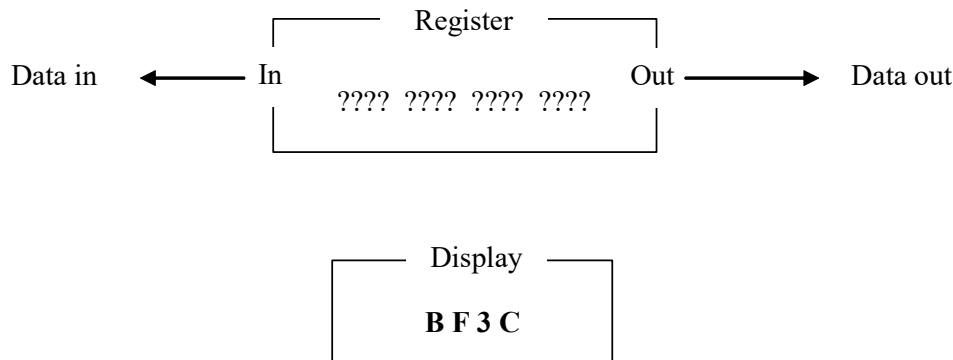 Register
Data in In Out Data out
???? ???? ???? ????
Display
B F 3 C